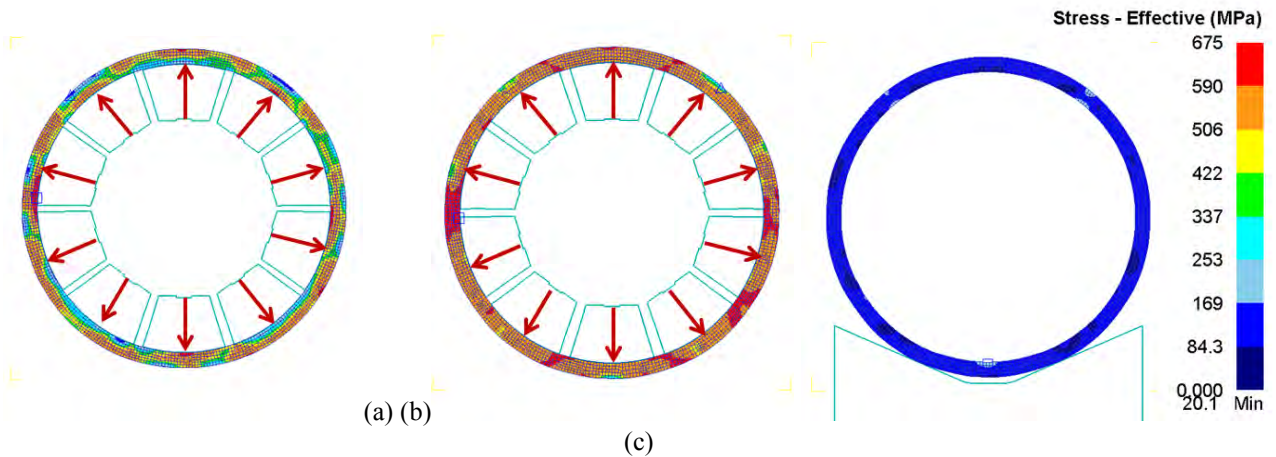 Stress - Effective (MPa)
675
590
506
422
337
253
169
84.3
0.000
20.1 Min
(a) (b)
(c)